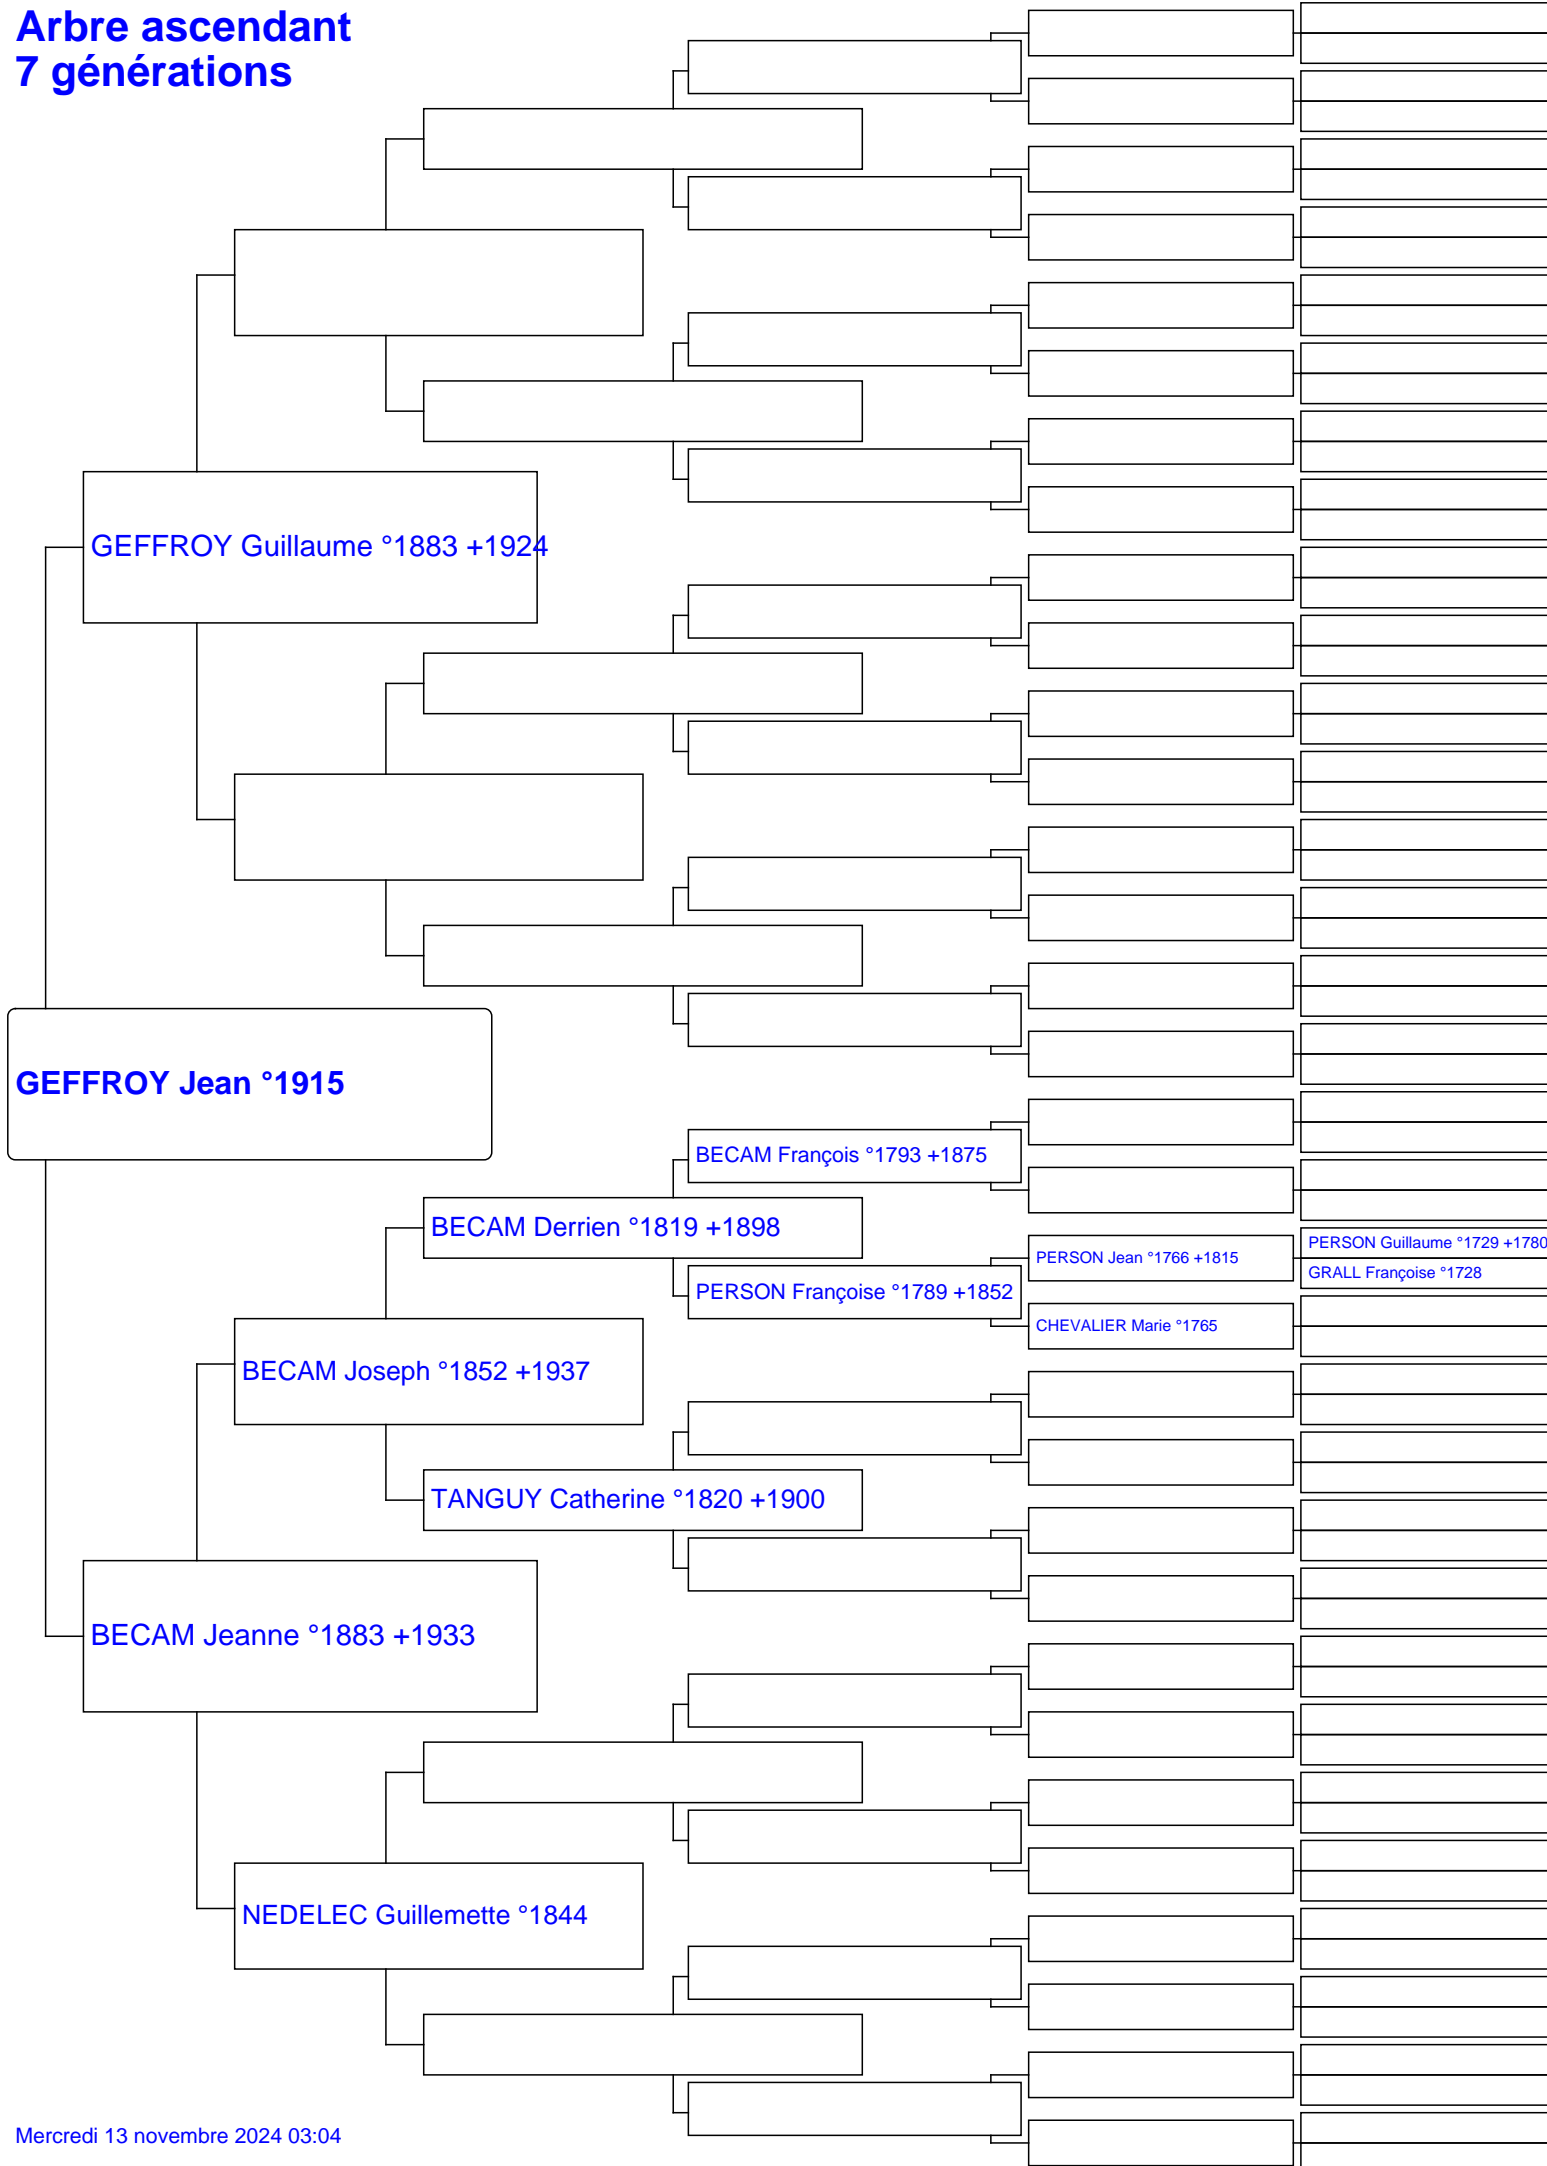 Arbre ascendant
7 générations
GEFFROY Guillaume °1883 +1924
GEFFROY Jean °1915
BECAM François °1793 +1875
BECAM Derrien °1819 +1898
PERSON Guillaume °1729 +1780
PERSON Jean °1766 +1815
GRALL Françoise °1728
PERSON Françoise °1789 +1852
CHEVALIER Marie °1765
BECAM Joseph °1852 +1937
TANGUY Catherine °1820 +1900
BECAM Jeanne °1883 +1933
NEDELEC Guillemette °1844
Mercredi 13 novembre 2024 03:04